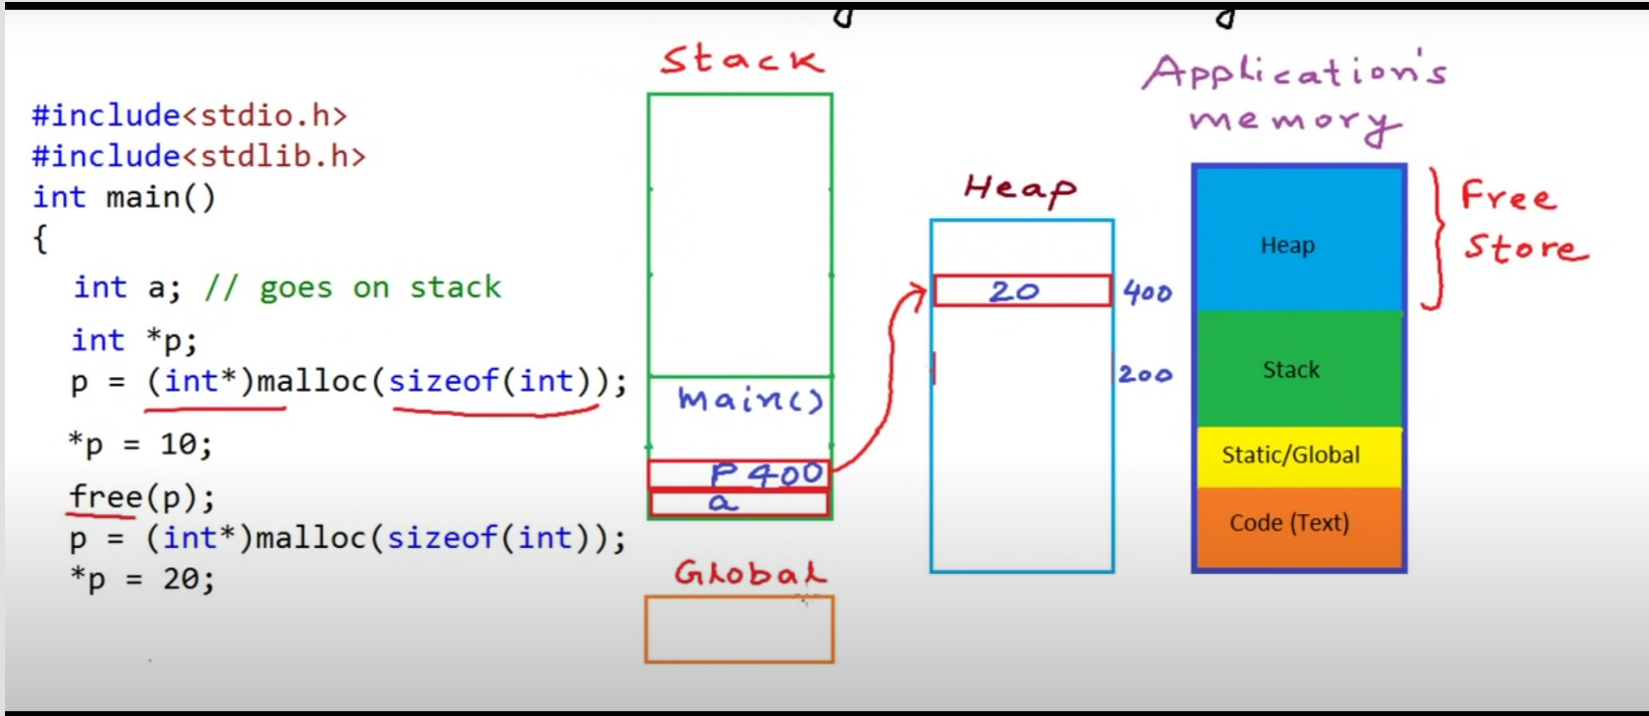 #include<stdio.h>
#include<stdlib.h>
int main()
{
int a; // goes on stack
int *p;
p = (int*)malloc(sizeof(int));
*p = 10;
free(p);
p = (int*)malloc(sizeof(int));
*p = 20;
Stack
main()
P 400
a
Global
Heap
20 400
200
Application's
memory
Heap
Stack
Static/Global
Code (Text)
Free
Store